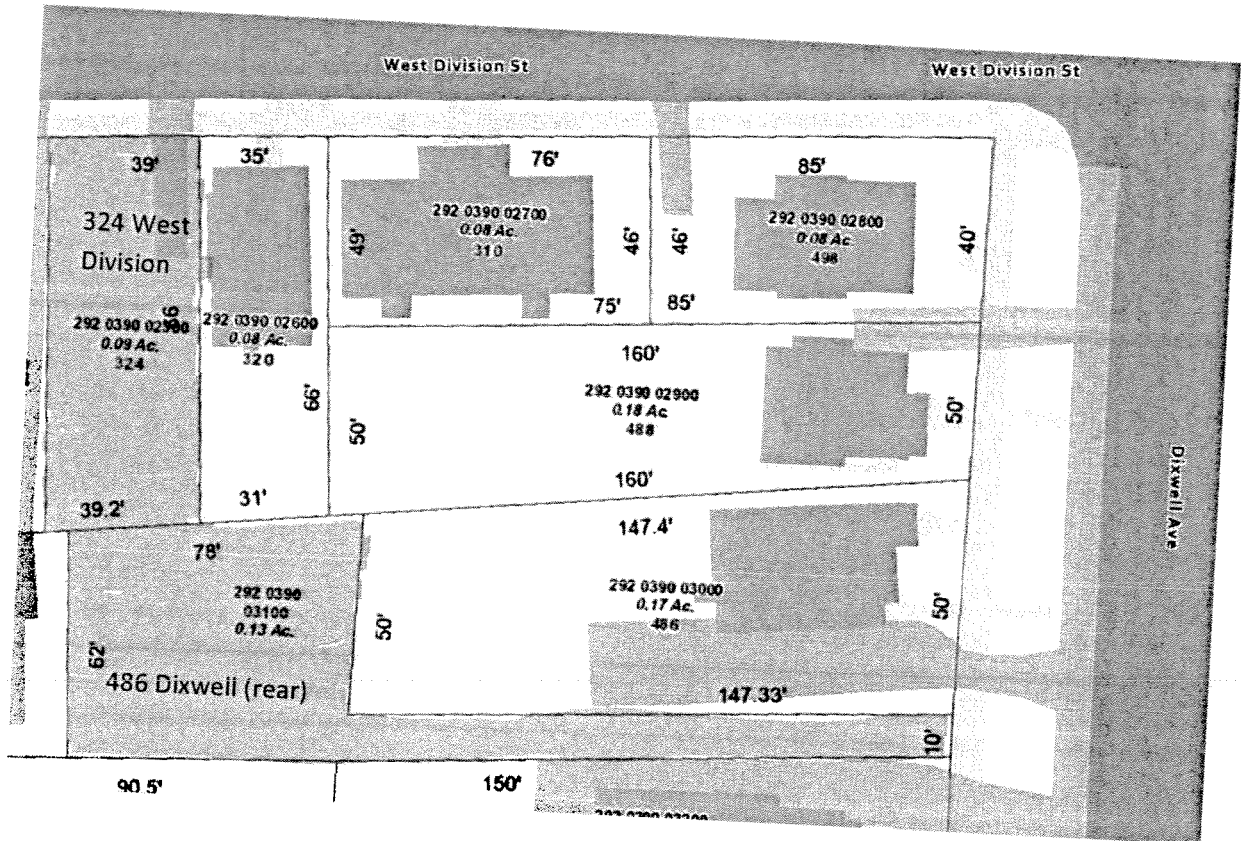 West Division St
West Division St
39'
35'
76'
85'
324 West
Division
292 0390 02700
0.08 Ac.
310
292 0390 02800
0.08 Ac.
498
49'
46'
46'
40'
75'
85'
0.09 Ac.
324
292 0390 02600
0.08 Ac.
320
66'
160'
292 0390 02900
0.18 Ac.
488
50'
50'
160'
39.2'
31'
Dixwell Ave
78'
147.4'
292 0390
03100
0.13 Ac.
292 0390 03000
0.17 Ac.
486
50'
50'
62'
486 Dixwell (rear)
147.33'
10'
90.5'
150'